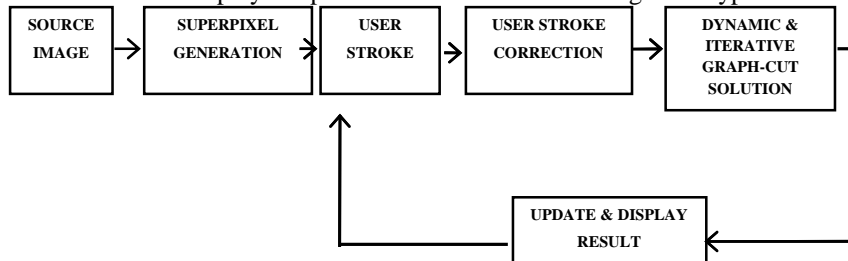 SOURCE
IMAGE
SUPERPIXEL
GENERATION
USER
STROKE
USER STROKE
CORRECTION
DYNAMIC &
ITERATIVE
GRAPH-CUT
SOLUTION
UPDATE & DISPLAY
RESULT